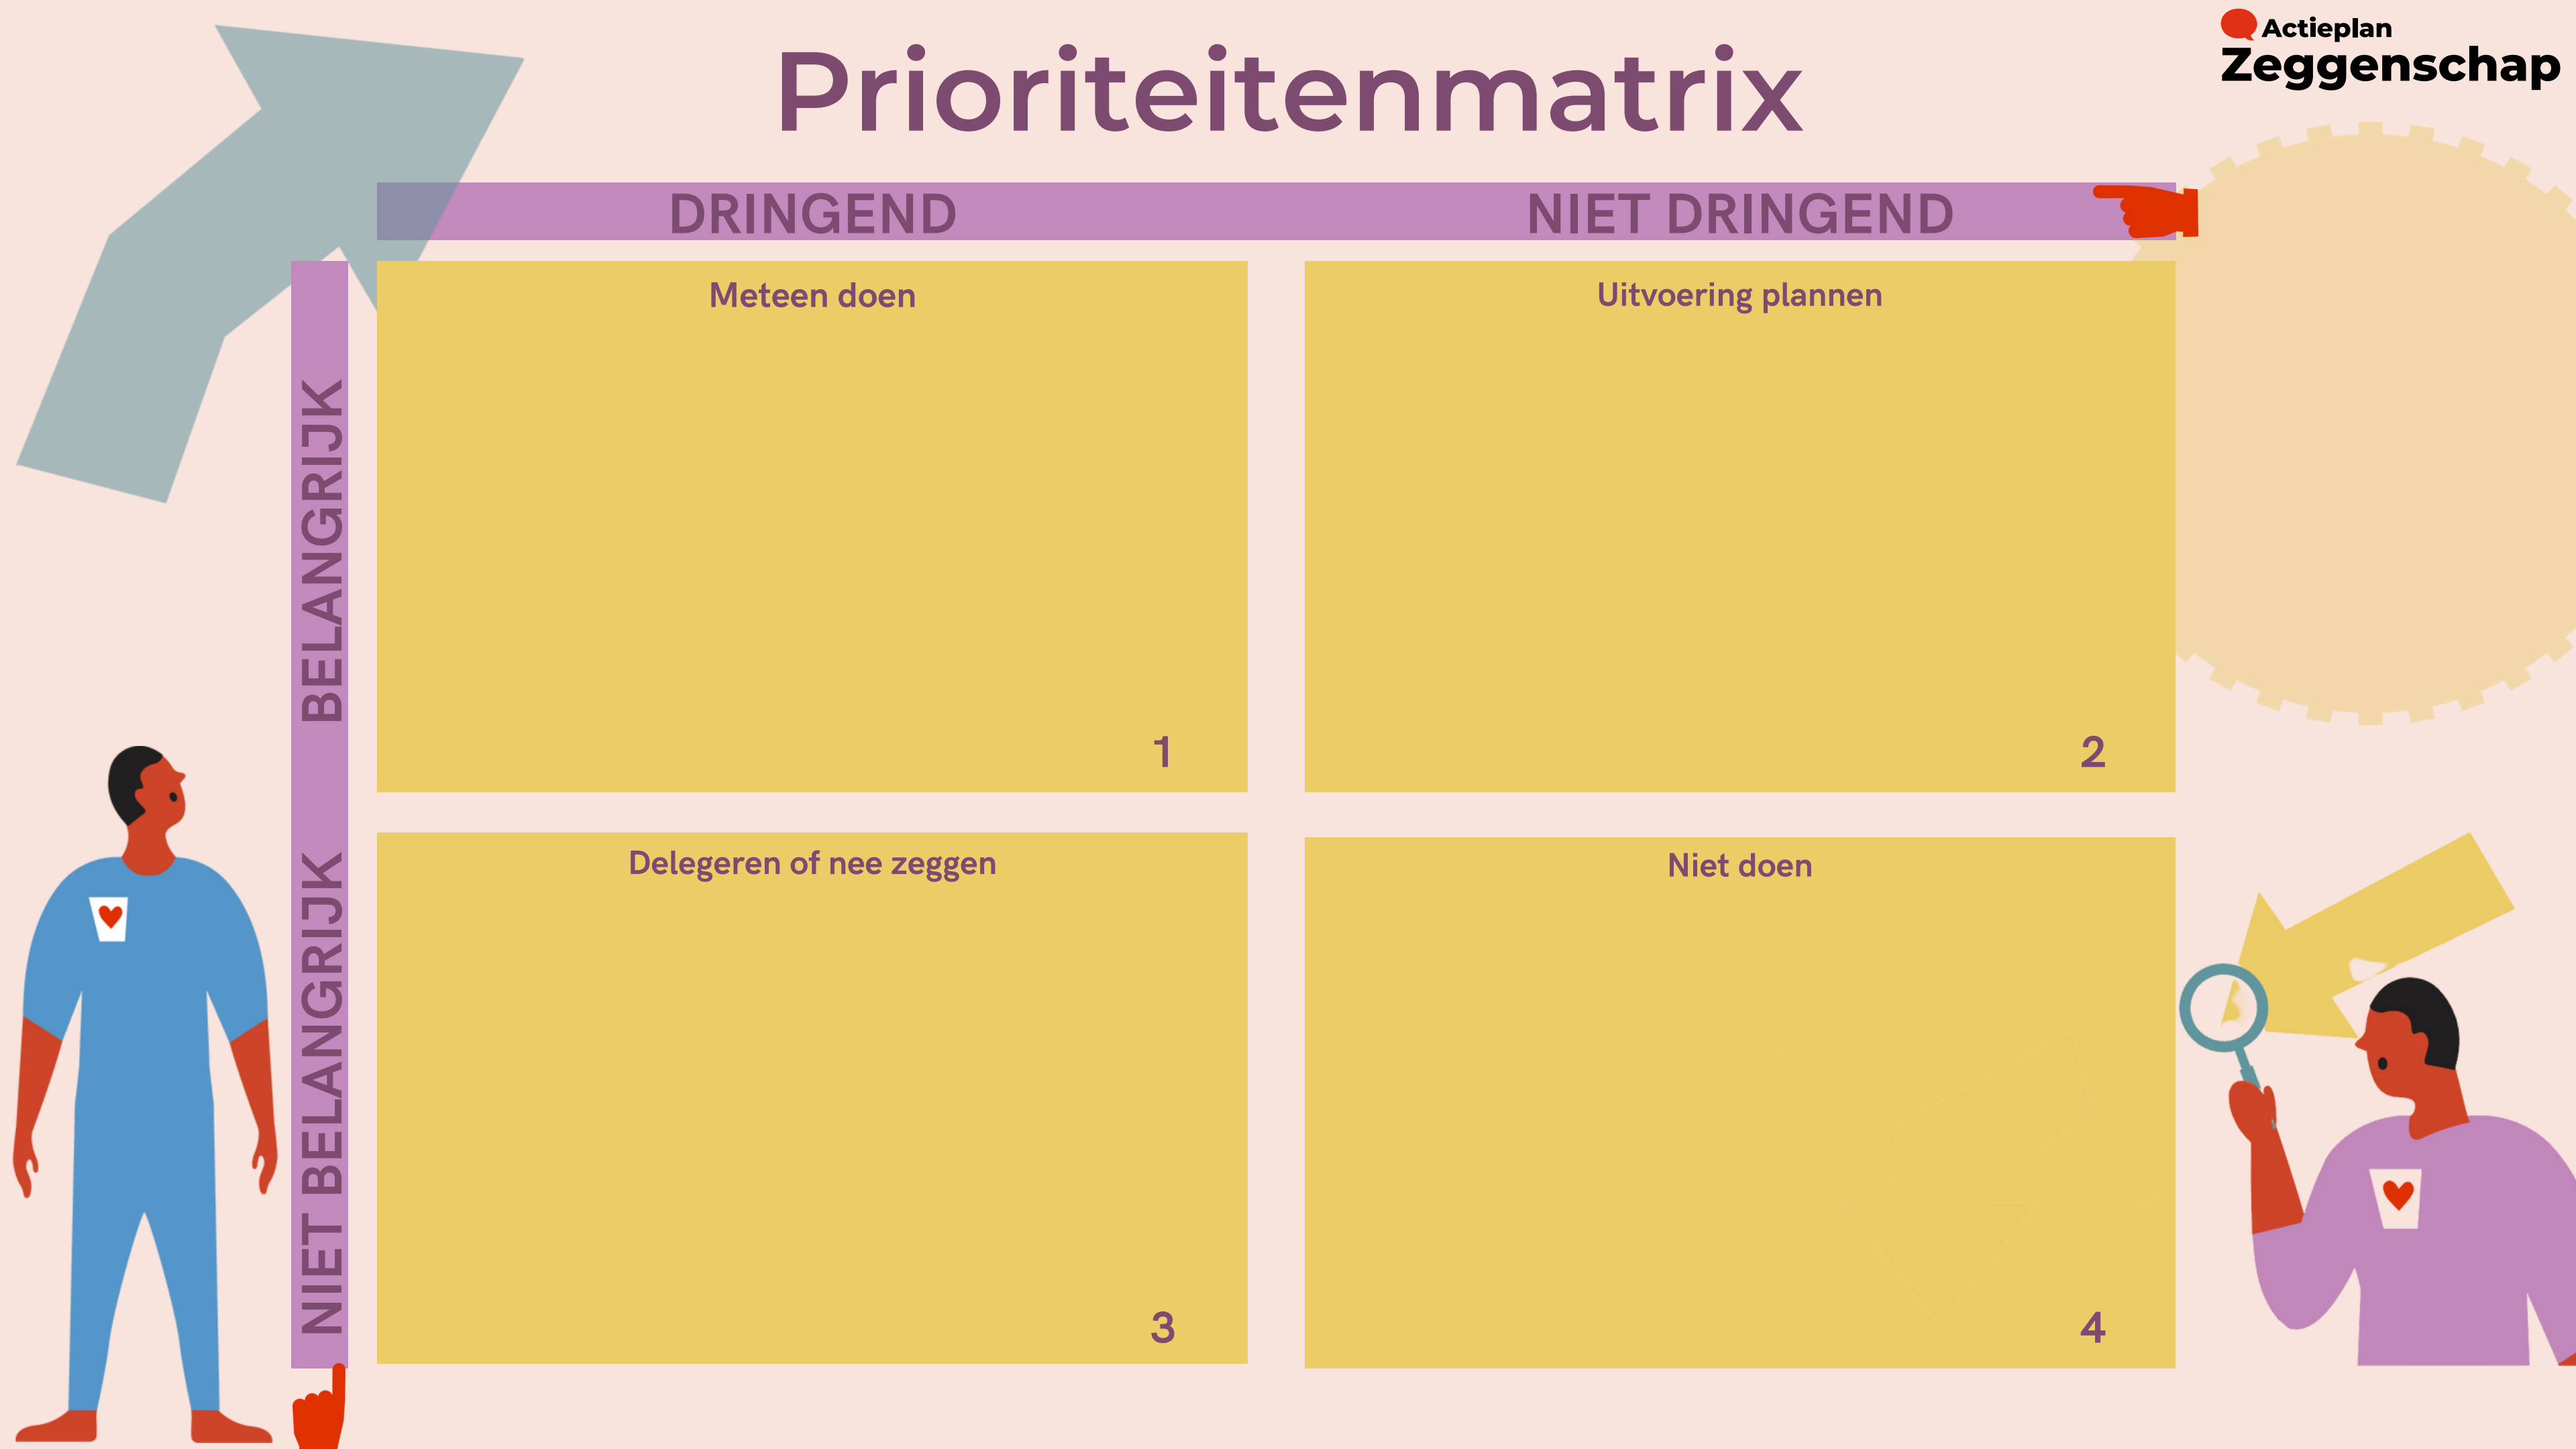 Actieplan
Zeggenschap
Prioriteitenmatrix
DRINGEND
NIET DRINGEND
BELANGRIJK
NIET BELANGRIJK
Meteen doen
1
Uitvoering plannen
2
Delegeren of nee zeggen
3
Niet doen
4